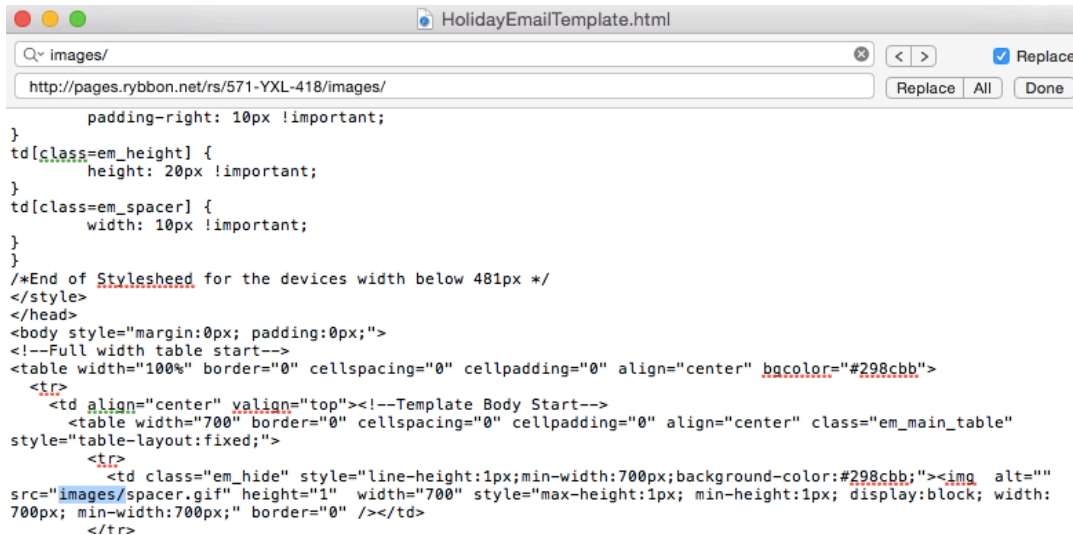 HolidayEmailTemplate.html
images/
< > Replace
http://pages.rybbon.net/rs/571-YXL-418/images/
Replace All Done
padding-right: 10px !important;
}
td[class=em_height] {
height: 20px !important;
}
td[class=em_spacer] {
width: 10px !important;
}
}
/*End of Stylesheed for the devices width below 481px */
</style>
</head>
<body style="margin:0px; padding:0px;">
<!--Full width table start-->
<table width="100%" border="0" cellspacing="0" cellpadding="0" align="center" bgcolor="#298cbb">
<tr>
<td align="center" valign="top"><!--Template Body Start-->
<table width="700" border="0" cellspacing="0" cellpadding="0" align="center" class="em_main_table"
style="table-layout:fixed;">
<tr>
<td class="em_hide" style="line-height:1px;min-width:700px;background-color:#298cbb;"><img  alt=""
src="images/spacer.gif" height="1"  width="700" style="max-height:1px; min-height:1px; display:block; width:
700px; min-width:700px;" border="0" /></td>
</tr>